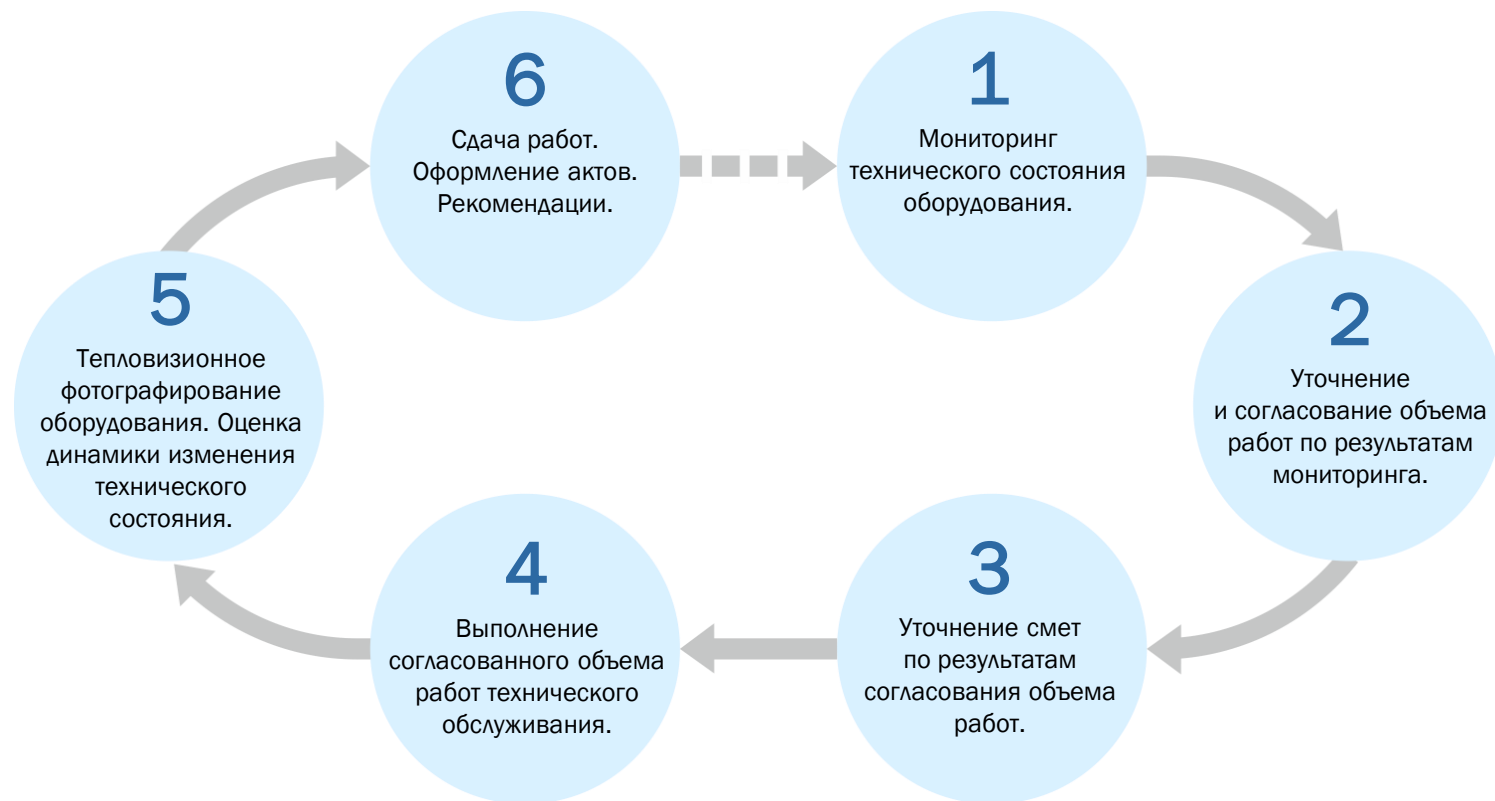 1
Мониторинг
технического состояния
оборудования.
2
Уточнение
и согласование объема
работ по результатам
мониторинга.
3
Уточнение смет
по результатам
согласования объема
работ.
4
Выполнение
согласованного объема
работ технического
обслуживания.
5
Тепловизионное
фотографирование
оборудования. Оценка
динамики изменения
технического
состояния.
6
Сдача работ.
Оформление актов.
Рекомендации.